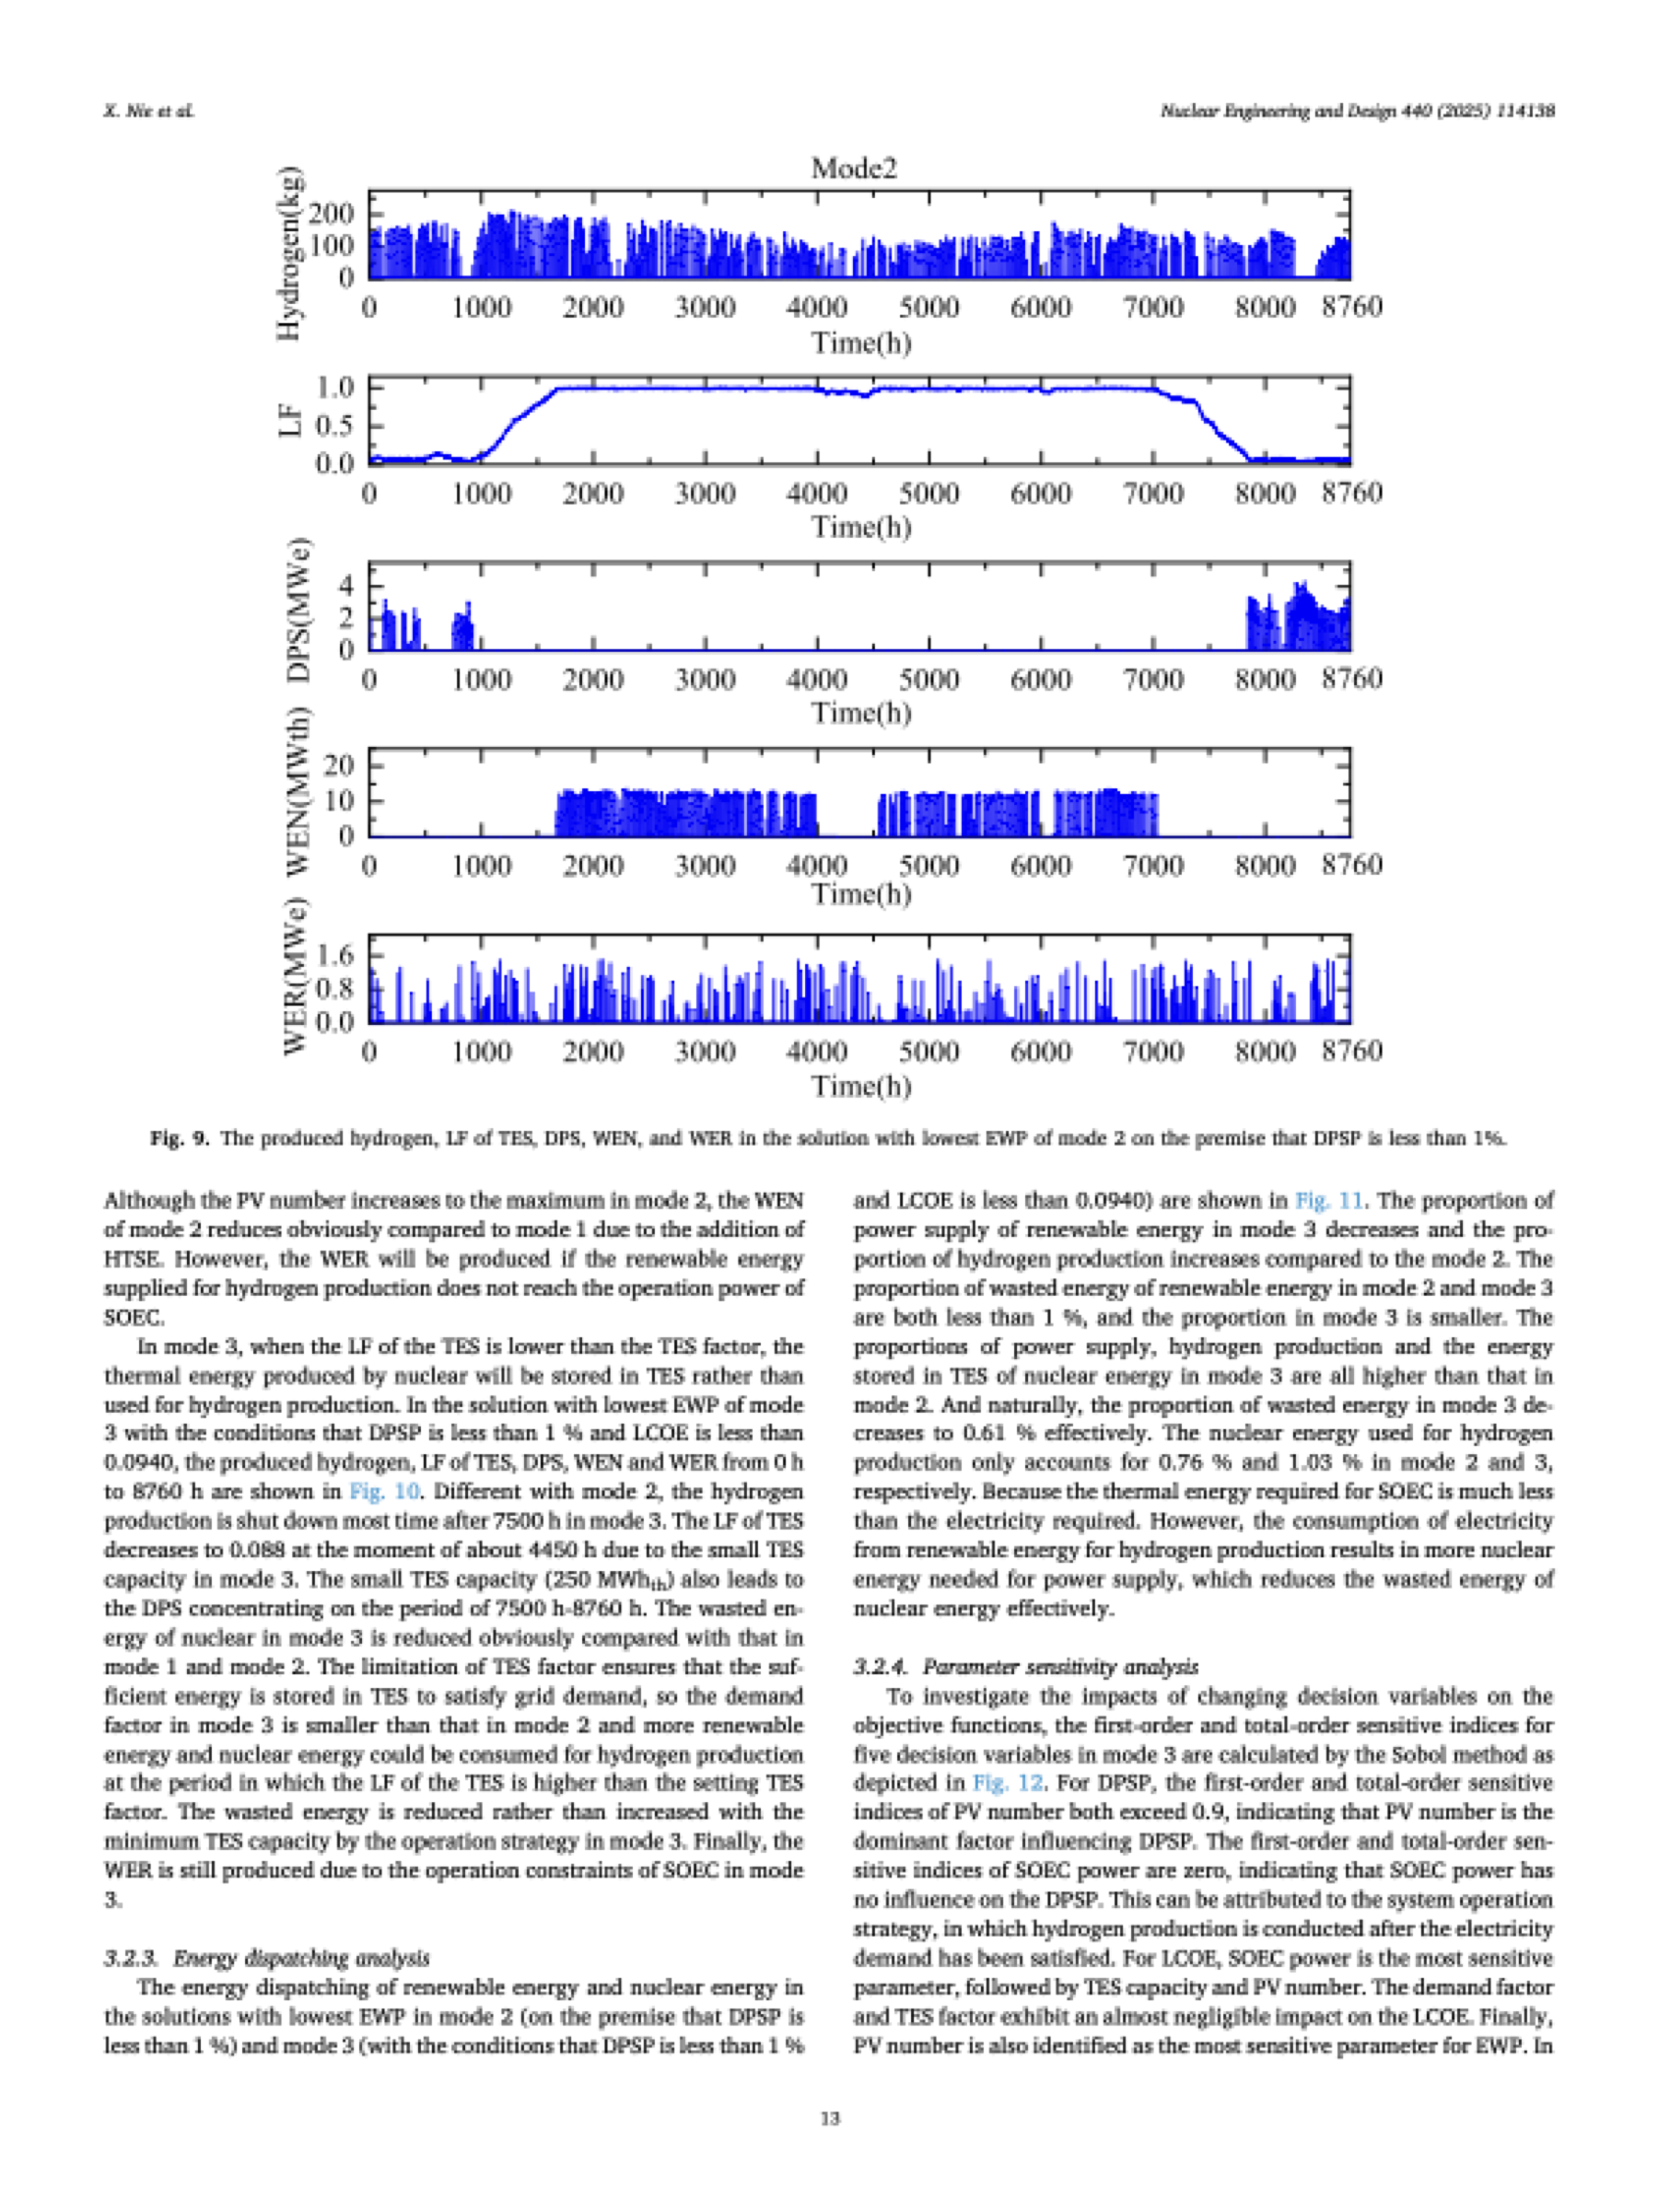 X. Nie et al.
Nuclear Engineering and Design 440 (2025) 114138
Mode2
Hydrogen(kg)
200
100
0
0 1000 2000 3000 4000 5000 6000 7000 8000 8760
Time(h)
LF
1.0
0.5
0.0
0 1000 2000 3000 4000 5000 6000 7000 8000 8760
Time(h)
DPS(MWe)
4
2
0
0 1000 2000 3000 4000 5000 6000 7000 8000 8760
Time(h)
WEN(MWth)
20
10
0
0 1000 2000 3000 4000 5000 6000 7000 8000 8760
Time(h)
WER(MWe)
1.6
0.8
0.0
0 1000 2000 3000 4000 5000 6000 7000 8000 8760
Time(h)
Fig. 9. The produced hydrogen, LF of TES, DPS, WEN, and WER in the solution with lowest EWP of mode 2 on the premise that DPSP is less than 1%.
Although the PV number increases to the maximum in mode 2, the WEN
of mode 2 reduces obviously compared to mode 1 due to the addition of
HTSE. However, the WER will be produced if the renewable energy
supplied for hydrogen production does not reach the operation power of
SOEC.
In mode 3, when the LF of the TES is lower than the TES factor, the
thermal energy produced by nuclear will be stored in TES rather than
used for hydrogen production. In the solution with lowest EWP of mode
3 with the conditions that DPSP is less than 1 % and LCOE is less than
0.0940, the produced hydrogen, LF of TES, DPS, WEN and WER from 0 h
to 8760 h are shown in Fig. 10. Different with mode 2, the hydrogen
production is shut down most time after 7500 h in mode 3. The LF of TES
decreases to 0.088 at the moment of about 4450 h due to the small TES
capacity in mode 3. The small TES capacity (250 MWhth) also leads to
the DPS concentrating on the period of 7500 h-8760 h. The wasted en-
ergy of nuclear in mode 3 is reduced obviously compared with that in
mode 1 and mode 2. The limitation of TES factor ensures that the suf-
ficient energy is stored in TES to satisfy grid demand, so the demand
factor in mode 3 is smaller than that in mode 2 and more renewable
energy and nuclear energy could be consumed for hydrogen production
at the period in which the LF of the TES is higher than the setting TES
factor. The wasted energy is reduced rather than increased with the
minimum TES capacity by the operation strategy in mode 3. Finally, the
WER is still produced due to the operation constraints of SOEC in mode
3.
3.2.3. Energy dispatching analysis
The energy dispatching of renewable energy and nuclear energy in
the solutions with lowest EWP in mode 2 (on the premise that DPSP is
less than 1 %) and mode 3 (with the conditions that DPSP is less than 1 %
and LCOE is less than 0.0940) are shown in Fig. 11. The proportion of
power supply of renewable energy in mode 3 decreases and the pro-
portion of hydrogen production increases compared to the mode 2. The
proportion of wasted energy of renewable energy in mode 2 and mode 3
are both less than 1 %, and the proportion in mode 3 is smaller. The
proportions of power supply, hydrogen production and the energy
stored in TES of nuclear energy in mode 3 are all higher than that in
mode 2. And naturally, the proportion of wasted energy in mode 3 de-
creases to 0.61 % effectively. The nuclear energy used for hydrogen
production only accounts for 0.76 % and 1.03 % in mode 2 and 3,
respectively. Because the thermal energy required for SOEC is much less
than the electricity required. However, the consumption of electricity
from renewable energy for hydrogen production results in more nuclear
energy needed for power supply, which reduces the wasted energy of
nuclear energy effectively.
3.2.4. Parameter sensitivity analysis
To investigate the impacts of changing decision variables on the
objective functions, the first-order and total-order sensitive indices for
five decision variables in mode 3 are calculated by the Sobol method as
depicted in Fig. 12. For DPSP, the first-order and total-order sensitive
indices of PV number both exceed 0.9, indicating that PV number is the
dominant factor influencing DPSP. The first-order and total-order sen-
sitive indices of SOEC power are zero, indicating that SOEC power has
no influence on the DPSP. This can be attributed to the system operation
strategy, in which hydrogen production is conducted after the electricity
demand has been satisfied. For LCOE, SOEC power is the most sensitive
parameter, followed by TES capacity and PV number. The demand factor
and TES factor exhibit an almost negligible impact on the LCOE. Finally,
PV number is also identified as the most sensitive parameter for EWP. In
13